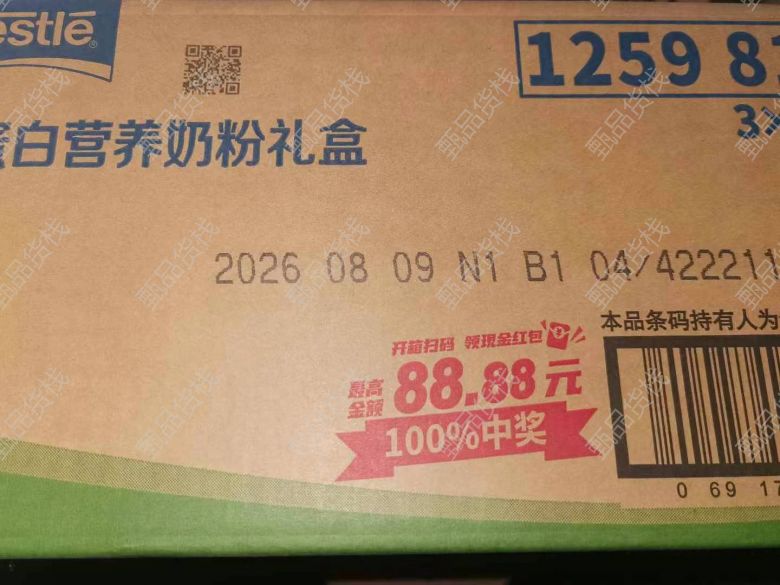 Nestlé®
1259 81
蛋白营养奶粉礼盒
3×
2026 08 09 N1 B1 04/422211
本品条码持有人为
开箱扫码 领现金红包
最高金额 88.88元
100%中奖
0 69 17
甄品货栈